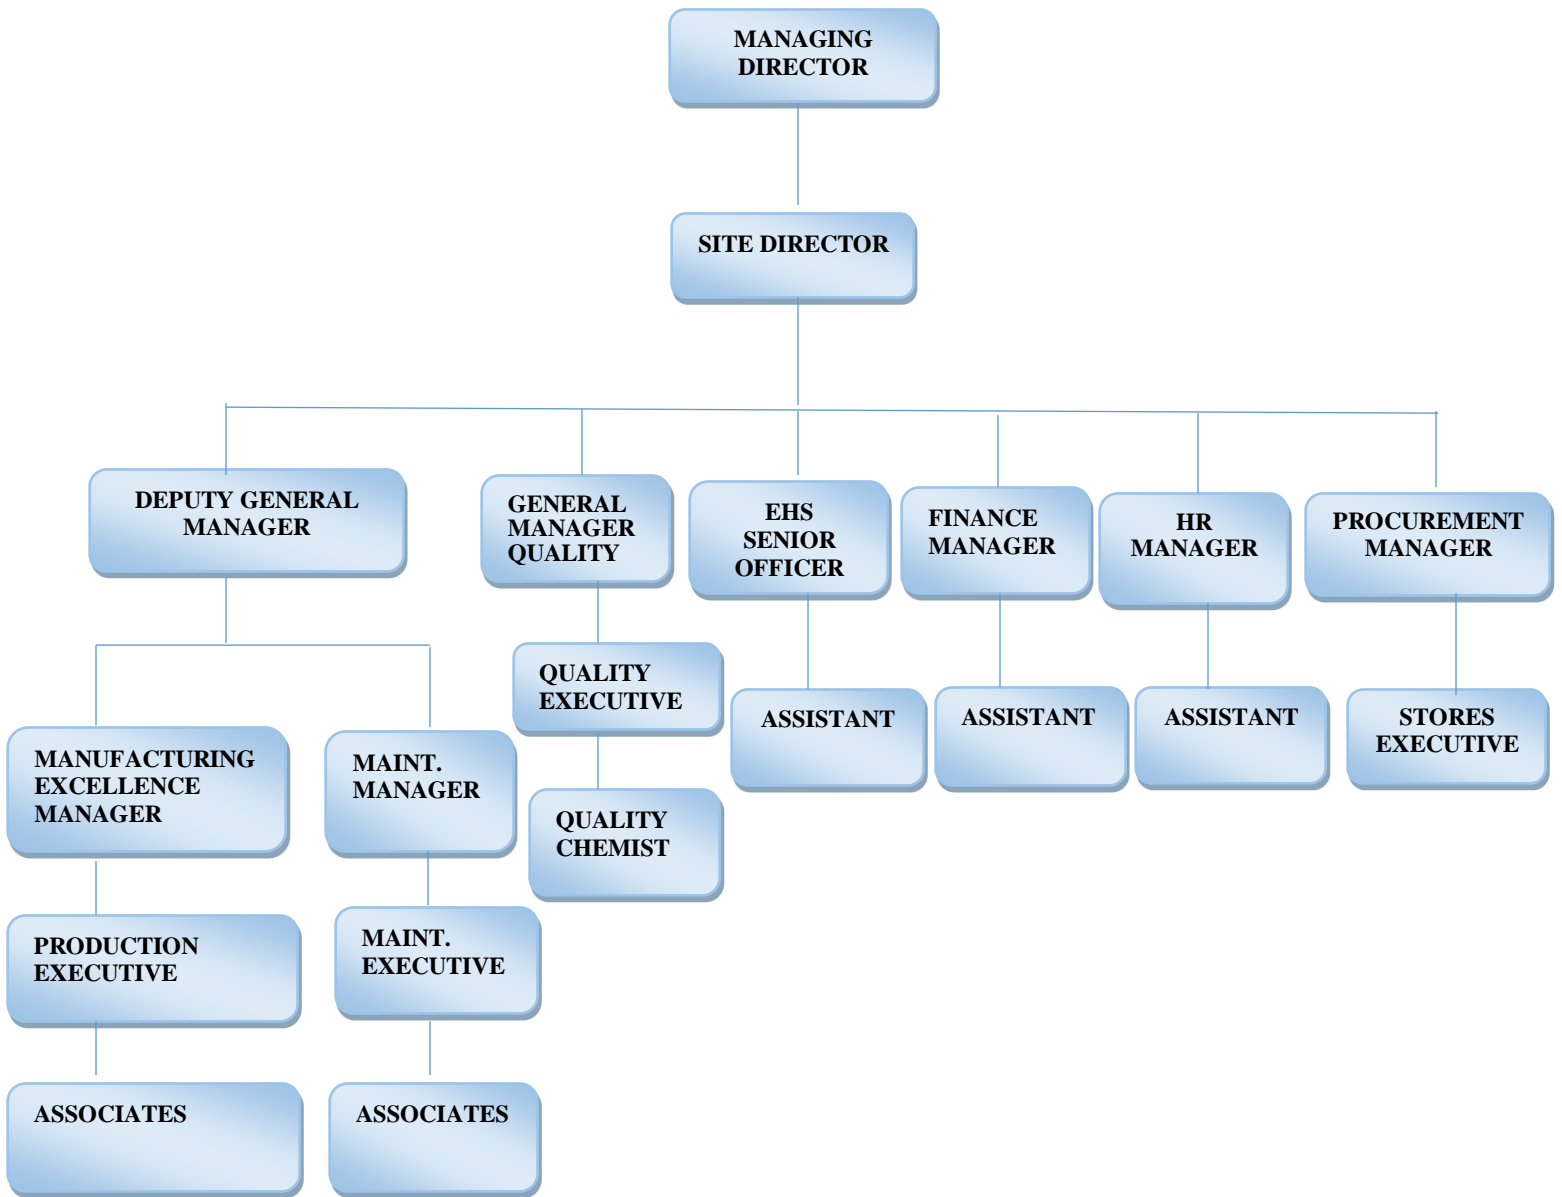 MANAGING
DIRECTOR
SITE DIRECTOR
DEPUTY GENERAL
MANAGER
GENERAL
MANAGER
QUALITY
EHS
SENIOR
OFFICER
FINANCE
MANAGER
HR
MANAGER
PROCUREMENT
MANAGER
QUALITY
EXECUTIVE
ASSISTANT
ASSISTANT
ASSISTANT
STORES
EXECUTIVE
MANUFACTURING
EXCELLENCE
MANAGER
MAINT.
MANAGER
QUALITY
CHEMIST
PRODUCTION
EXECUTIVE
MAINT.
EXECUTIVE
ASSOCIATES
ASSOCIATES